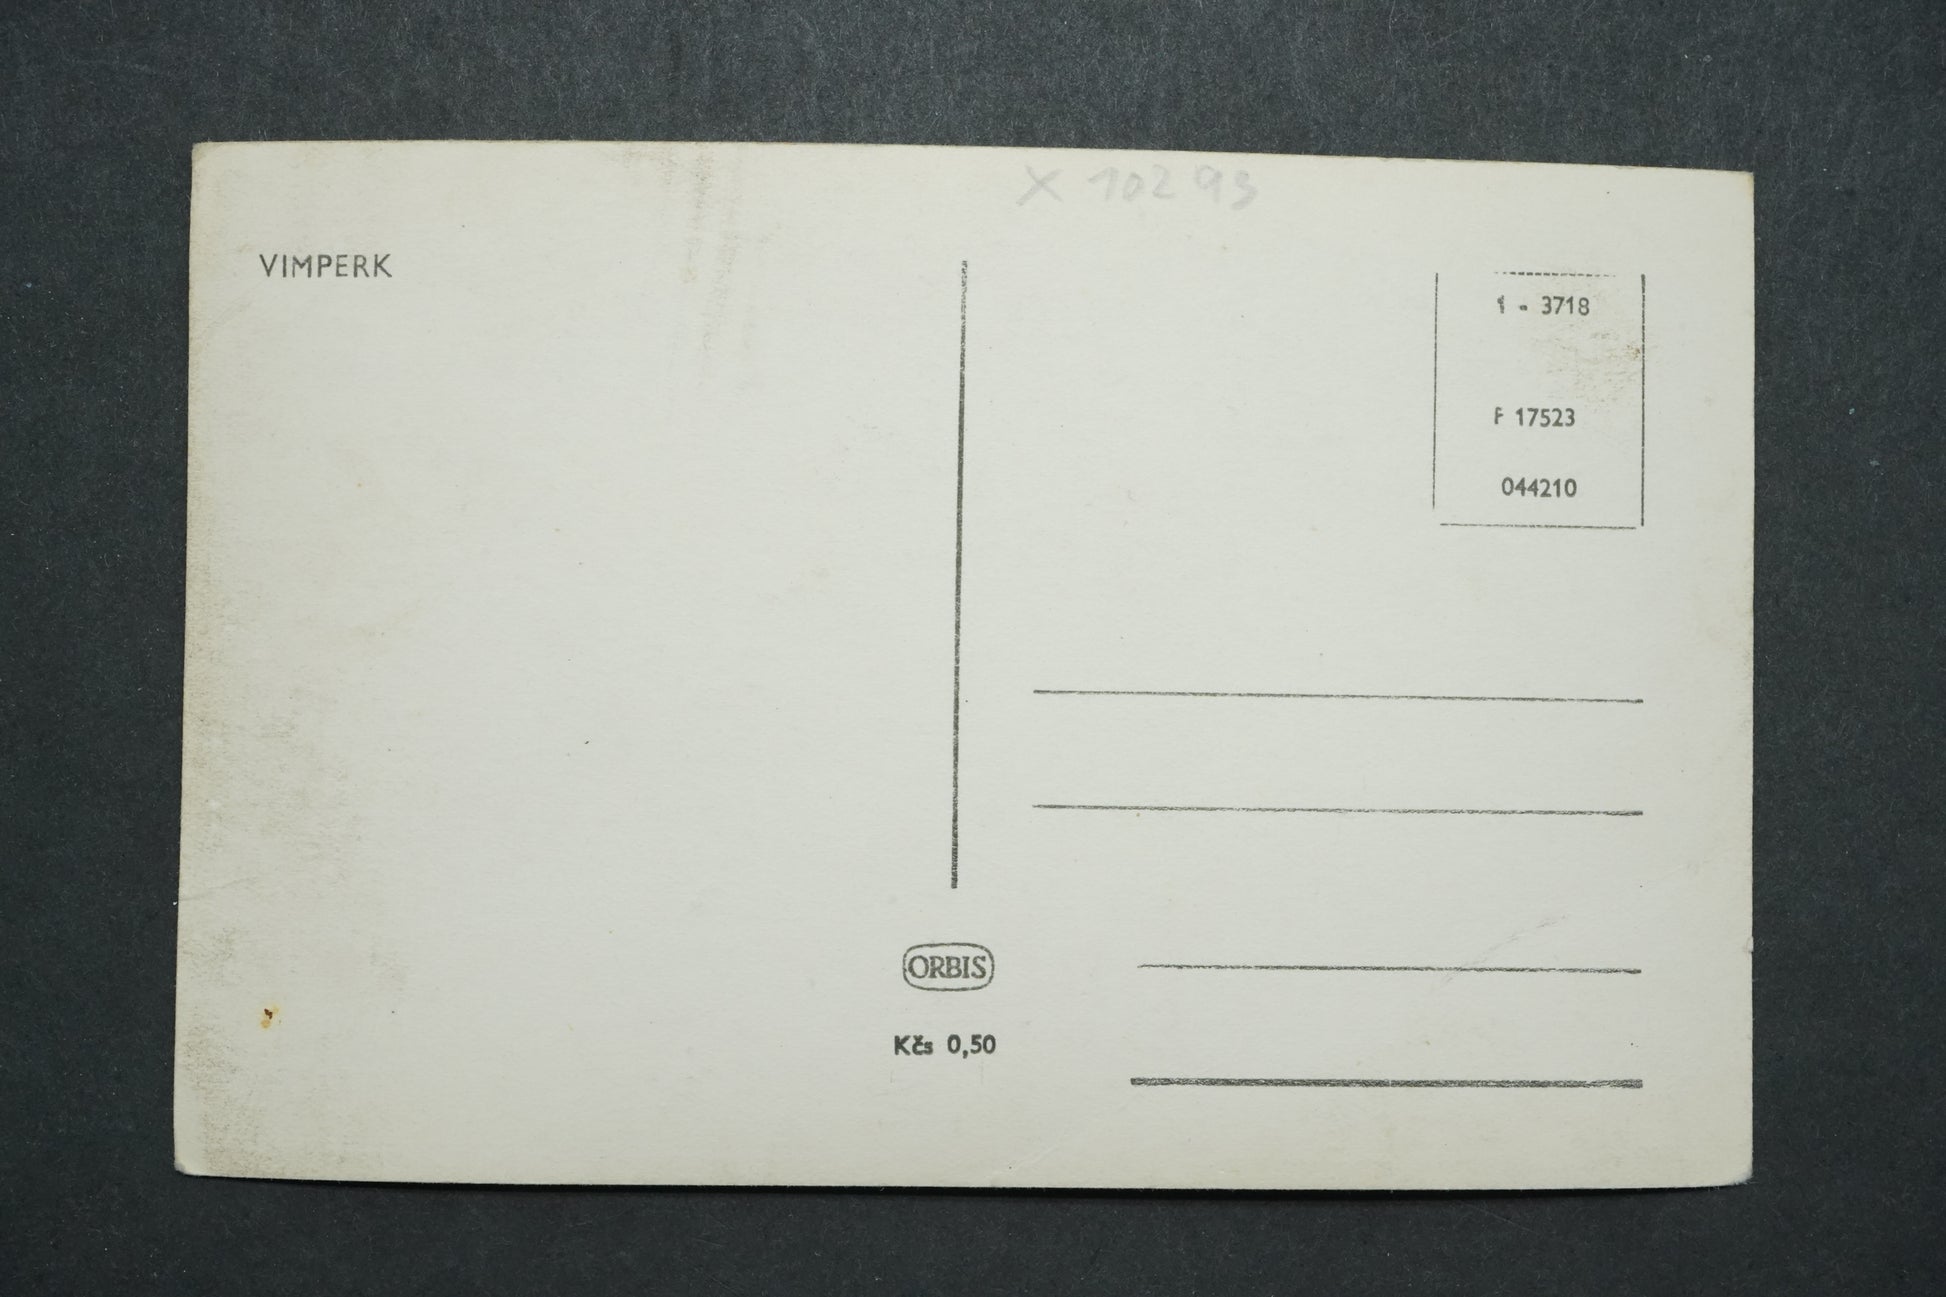 X 10293
VIMPERK
1 - 3718
F 17523
044210
ORBIS
Kčs 0,50